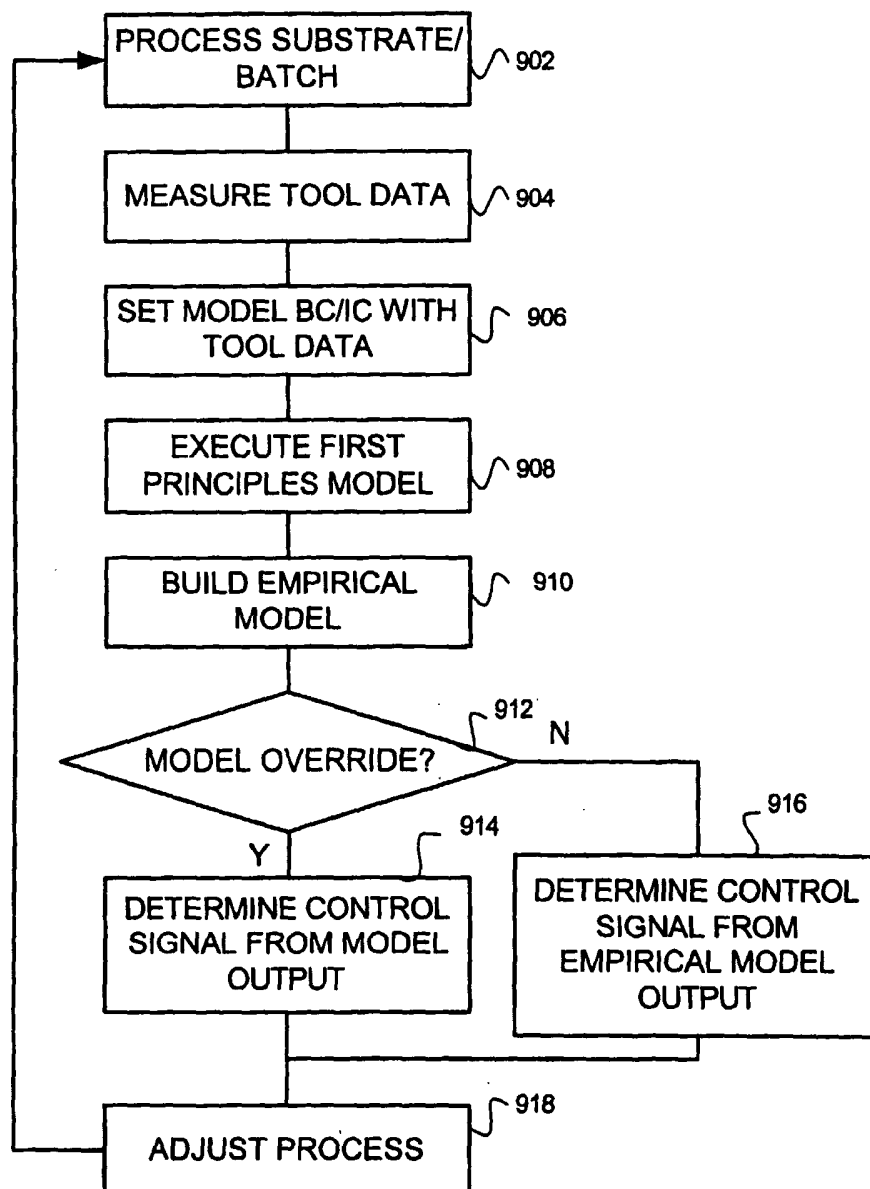 PROCESS SUBSTRATE/
BATCH
902
MEASURE TOOL DATA
904
SET MODEL BC/IC WITH
TOOL DATA
906
EXECUTE FIRST
PRINCIPLES MODEL
908
BUILD EMPIRICAL
MODEL
910
MODEL OVERRIDE?
912
N
Y
914
DETERMINE CONTROL
SIGNAL FROM MODEL
OUTPUT
916
DETERMINE CONTROL
SIGNAL FROM
EMPIRICAL MODEL
OUTPUT
ADJUST PROCESS
918